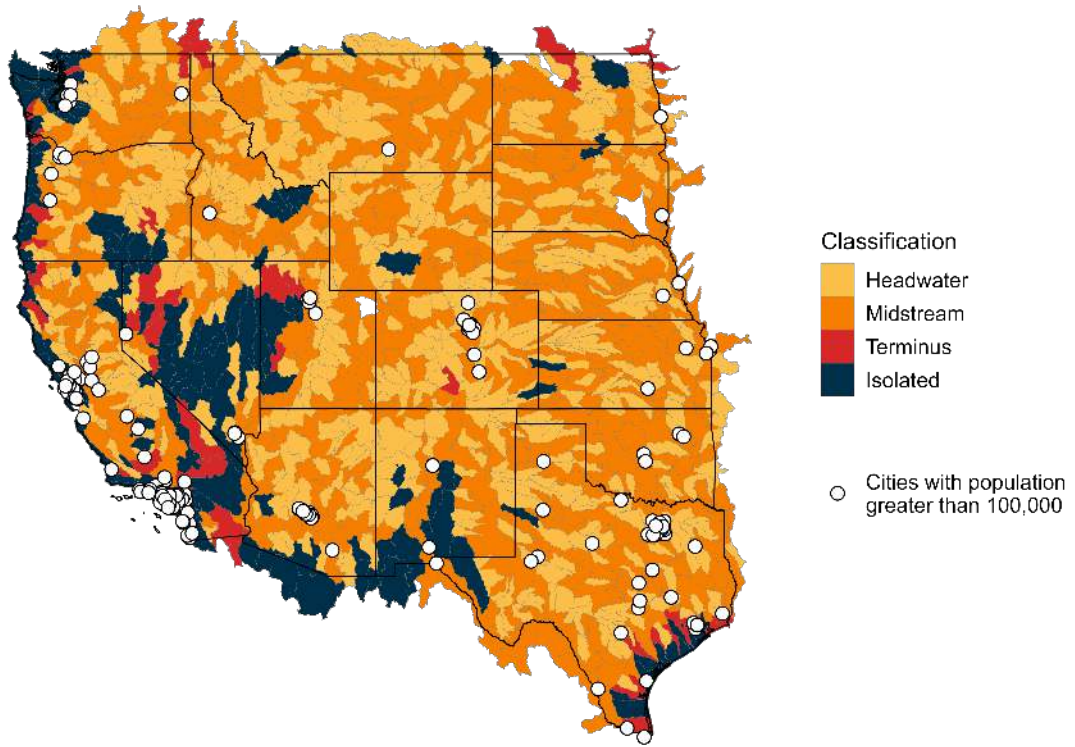 Classification
Headwater
Midstream
Terminus
Isolated
Cities with population
greater than 100,000